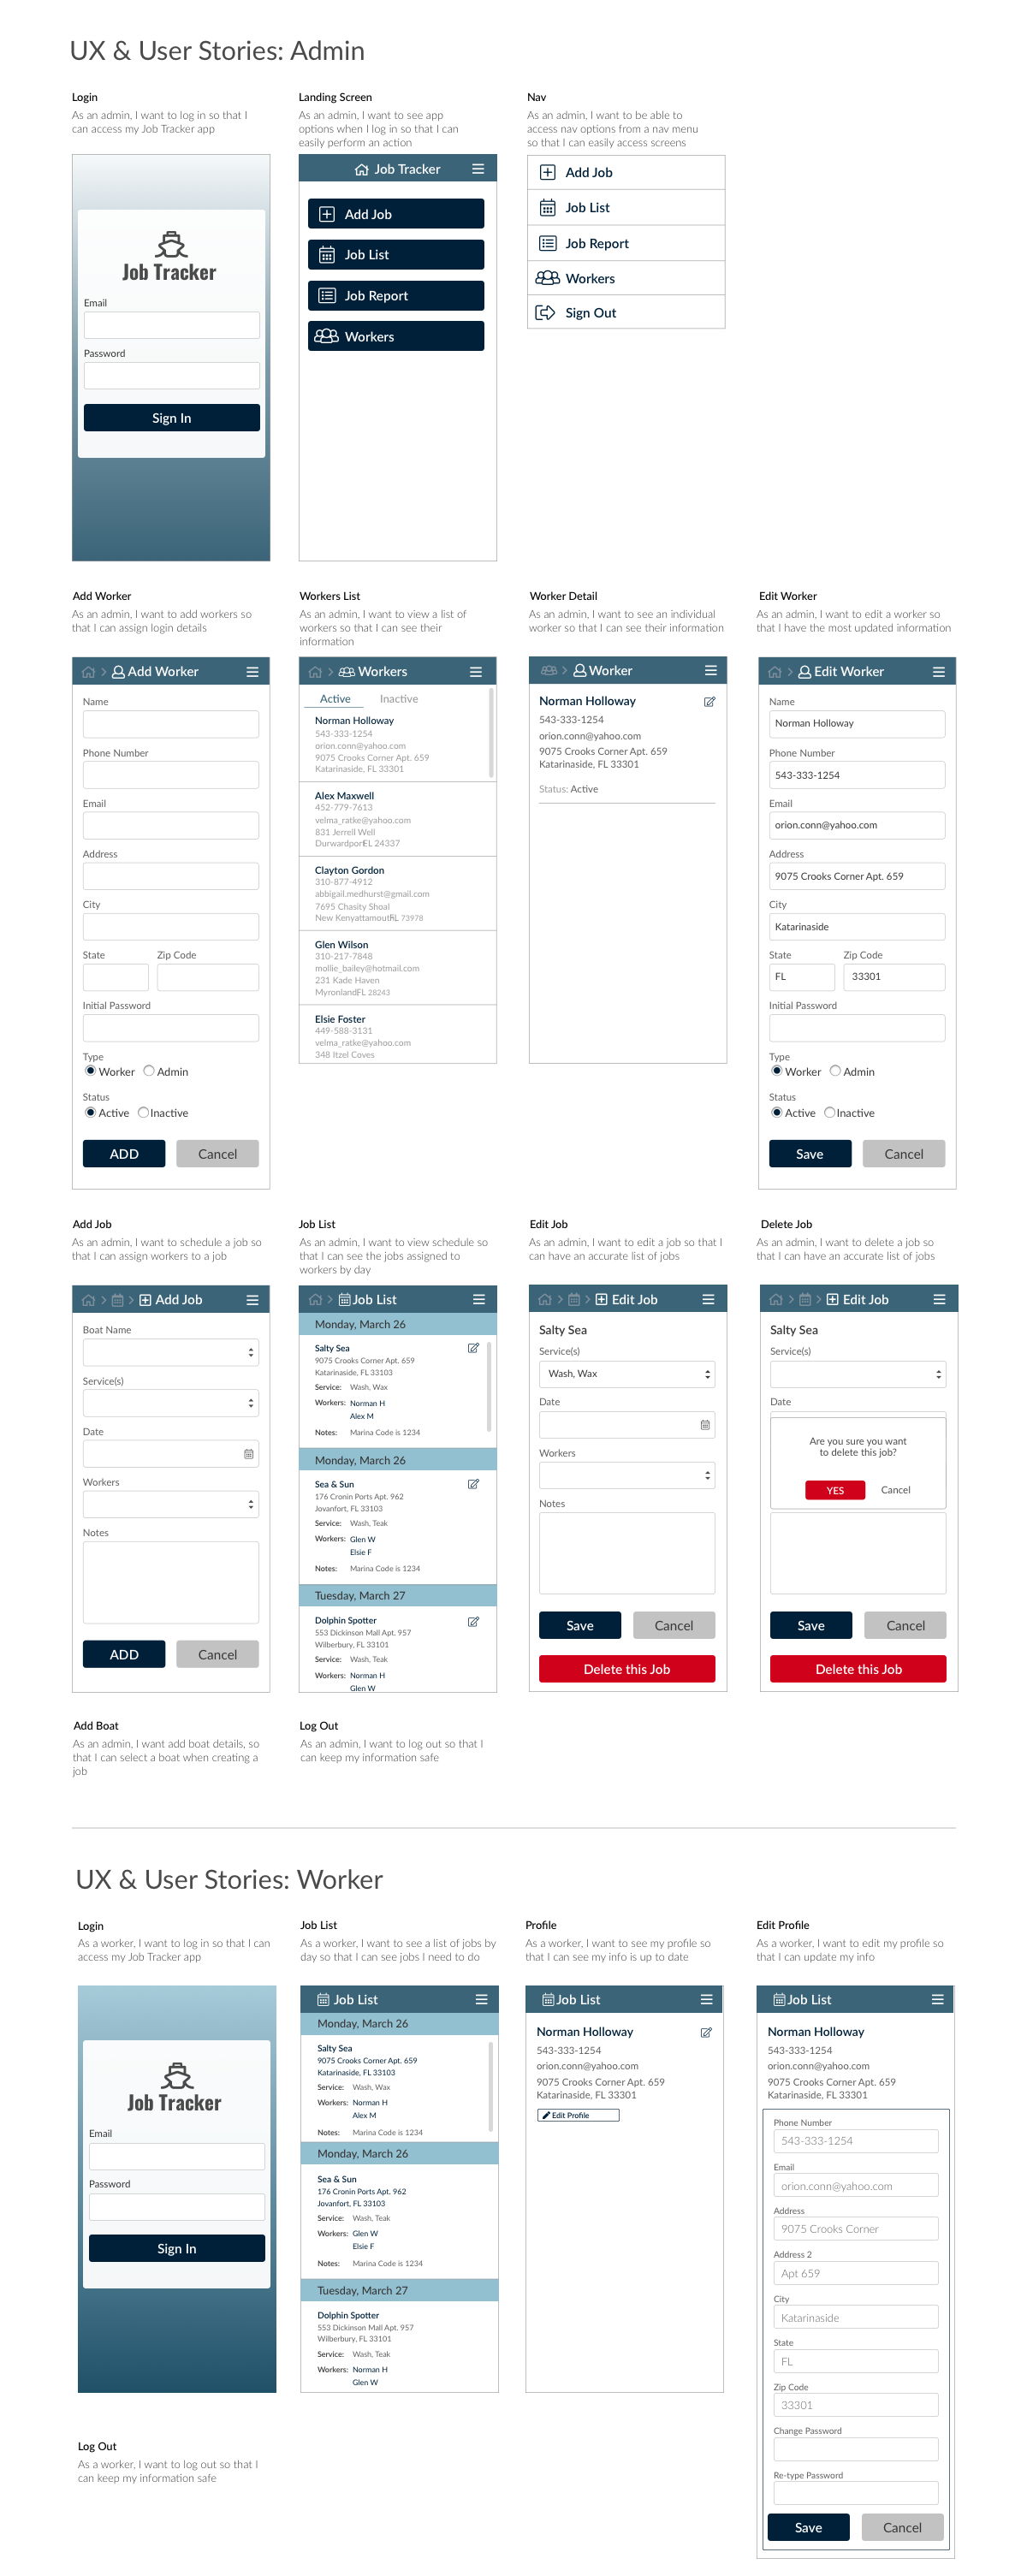 UX & User Stories: Admin
Login
As an admin, I want to log in so that I
can access my Job Tracker app
Job Tracker
Email
Password
Sign In
Landing Screen
As an admin, I want to see app
options when I log in so that I can
easily perform an action
Job Tracker
Add Job
Job List
Job Report
Workers
Nav
As an admin, I want to be able to
access nav options from a nav menu
so that I can easily access screens
Add Job
Job List
Job Report
Workers
Sign Out
Add Worker
As an admin, I want to add workers so
that I can assign login details
Add Worker
Name
Phone Number
Email
Address
City
State Zip Code
Initial Password
Type
Worker Admin
Status
Active Inactive
ADD Cancel
Workers List
As an admin, I want to view a list of
workers so that I can see their
information
Workers
Active Inactive
Norman Holloway
543-333-1254
orion.conn@yahoo.com
9075 Crooks Corner Apt. 659
Katarinaside, FL 33301
Alex Maxwell
452-779-7613
velma_ratke@yahoo.com
831 Jerrell Well
Durwardport FL 24337
Clayton Gordon
310-877-4912
abbigail.medhurst@gmail.com
7695 Chasity Shoal
New Kenyattamouth FL 73978
Glen Wilson
310-217-7848
mollie_bailey@hotmail.com
231 Kade Haven
Myronland FL 28243
Elsie Foster
449-588-3131
velma_ratke@yahoo.com
348 Itzel Coves
Worker Detail
As an admin, I want to see an individual
worker so that I can see their information
Worker
Norman Holloway
543-333-1254
orion.conn@yahoo.com
9075 Crooks Corner Apt. 659
Katarinaside, FL 33301
Status: Active
Edit Worker
As an admin, I want to edit a worker so
that I have the most updated information
Edit Worker
Name
Norman Holloway
Phone Number
543-333-1254
Email
orion.conn@yahoo.com
Address
9075 Crooks Corner Apt. 659
City
Katarinaside
State Zip Code
FL 33301
Initial Password
Type
Worker Admin
Status
Active Inactive
Save Cancel
Add Job
As an admin, I want to schedule a job so
that I can assign workers to a job
Add Job
Boat Name
Service(s)
Date
Workers
Notes
ADD Cancel
Job List
As an admin, I want to view schedule so
that I can see the jobs assigned to
workers by day
Job List
Monday, March 26
Salty Sea
9075 Crooks Corner Apt. 659
Katarinaside, FL 33103
Service: Wash, Wax
Workers: Norman H
Alex M
Notes: Marina Code is 1234
Monday, March 26
Sea & Sun
176 Cronin Ports Apt. 962
Jovanfort, FL 33103
Service: Wash, Teak
Workers: Glen W
Elsie F
Notes: Marina Code is 1234
Tuesday, March 27
Dolphin Spotter
553 Dickinson Mall Apt. 957
Wilberbury, FL 33101
Service: Wash, Teak
Workers: Norman H
Glen W
Edit Job
As an admin, I want to edit a job so that I
can have an accurate list of jobs
Edit Job
Salty Sea
Service(s)
Wash, Wax
Date
Workers
Notes
Save Cancel
Delete this Job
Delete Job
As an admin, I want to delete a job so
that I can have an accurate list of jobs
Edit Job
Salty Sea
Service(s)
Date
Are you sure you want
to delete this job?
YES Cancel
Save Cancel
Delete this Job
Add Boat
As an admin, I want add boat details, so
that I can select a boat when creating a
job
Log Out
As an admin, I want to log out so that I
can keep my information safe
UX & User Stories: Worker
Login
As a worker, I want to log in so that I can
access my Job Tracker app
Job Tracker
Email
Password
Sign In
Job List
As a worker, I want to see a list of jobs by
day so that I can see jobs I need to do
Job List
Monday, March 26
Salty Sea
9075 Crooks Corner Apt. 659
Katarinaside, FL 33103
Service: Wash, Wax
Workers: Norman H
Alex M
Notes: Marina Code is 1234
Monday, March 26
Sea & Sun
176 Cronin Ports Apt. 962
Jovanfort, FL 33103
Service: Wash, Teak
Workers: Glen W
Elsie F
Notes: Marina Code is 1234
Tuesday, March 27
Dolphin Spotter
553 Dickinson Mall Apt. 957
Wilberbury, FL 33101
Service: Wash, Teak
Workers: Norman H
Glen W
Profile
As a worker, I want to see my profile so
that I can see my info is up to date
Job List
Norman Holloway
543-333-1254
orion.conn@yahoo.com
9075 Crooks Corner Apt. 659
Katarinaside, FL 33301
Edit Profile
Edit Profile
As a worker, I want to edit my profile so
that I can update my info
Job List
Norman Holloway
543-333-1254
orion.conn@yahoo.com
9075 Crooks Corner Apt. 659
Katarinaside, FL 33301
Phone Number
543-333-1254
Email
orion.conn@yahoo.com
Address
9075 Crooks Corner
Address 2
Apt 659
City
Katarinaside
State
FL
Zip Code
33301
Change Password
Re-type Password
Save Cancel
Log Out
As a worker, I want to log out so that I
can keep my information safe